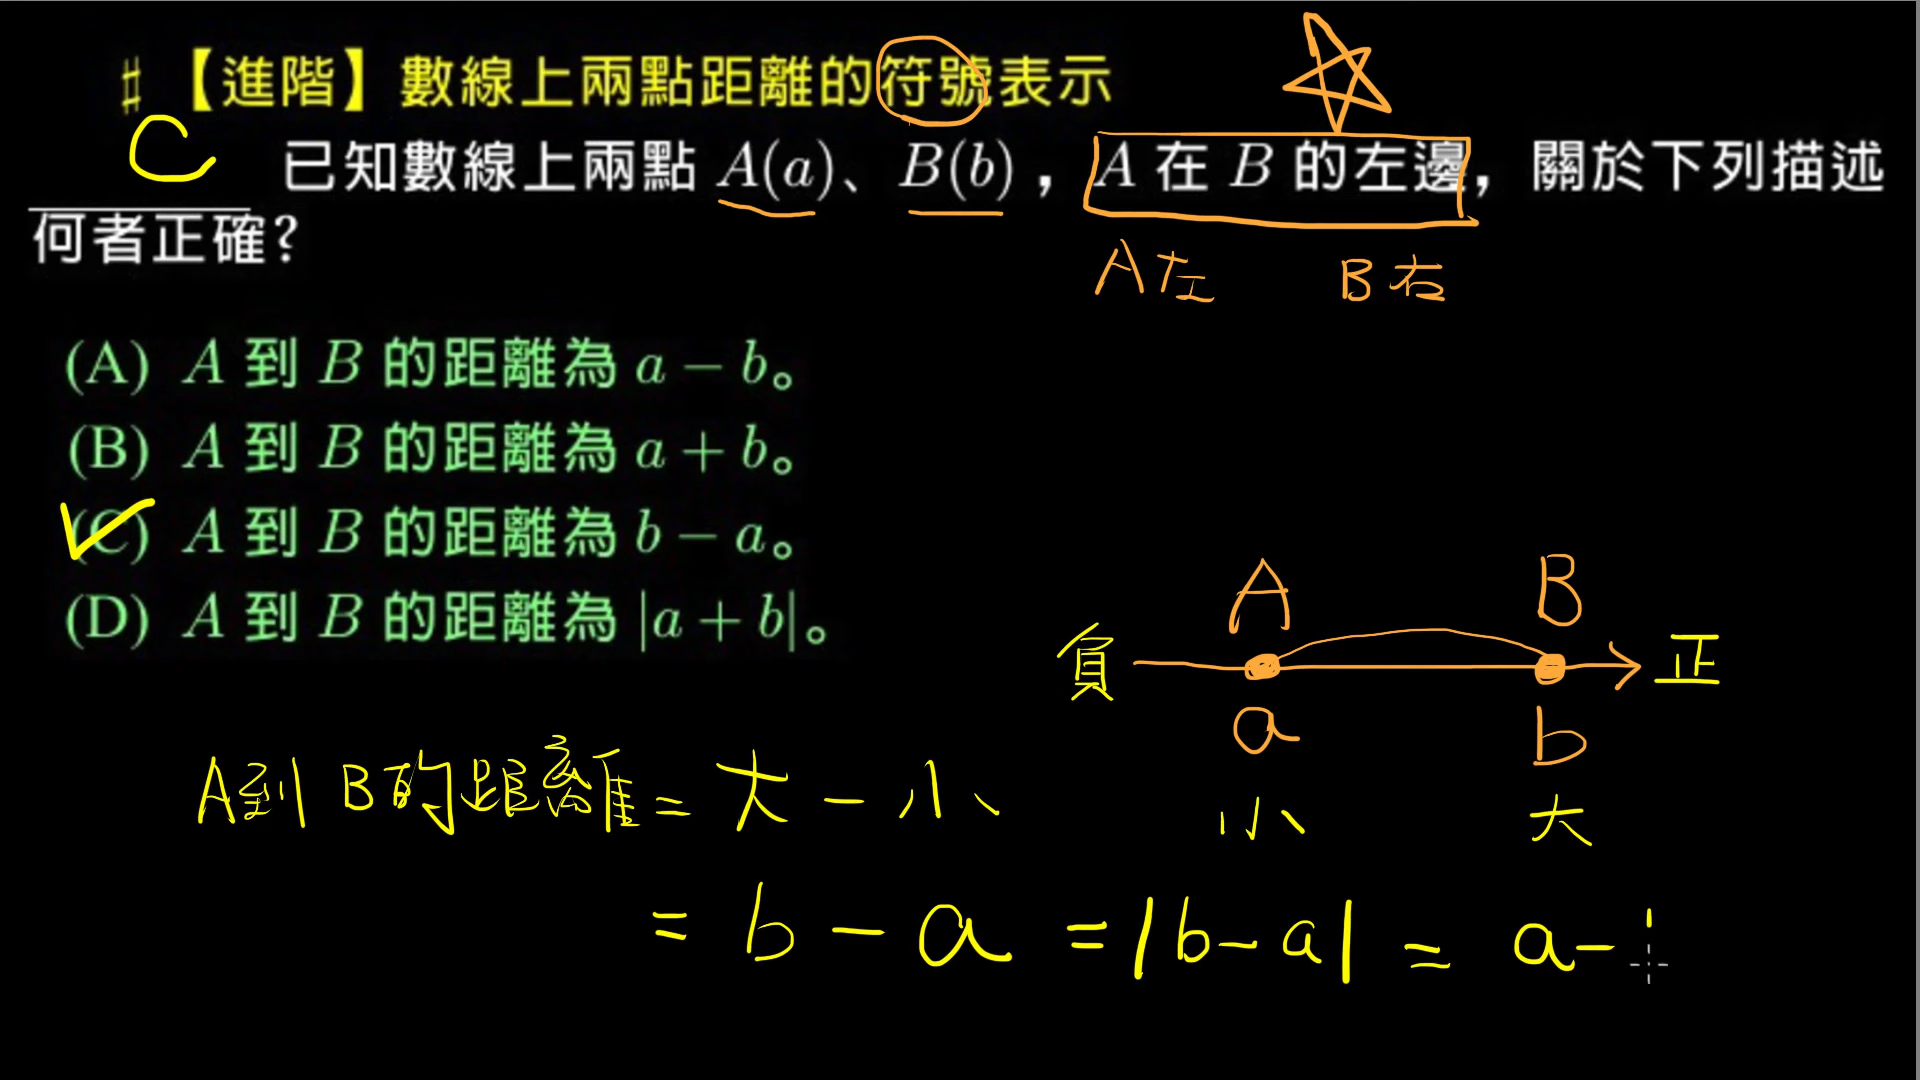 ♯【進階】數線上兩點距離的符號表示
C 已知數線上兩點 A(a)、B(b),A 在 B 的左邊,關於下列描述
何者正確?
A左 B右
(A) A 到 B 的距離為 a − b。
(B) A 到 B 的距離為 a + b。
(C) A 到 B 的距離為 b − a。
(D) A 到 B 的距離為 |a + b|。
A B
負 正
a b
小 大
A到B的距離 = 大 − 小
= b − a = |b − a| = a −